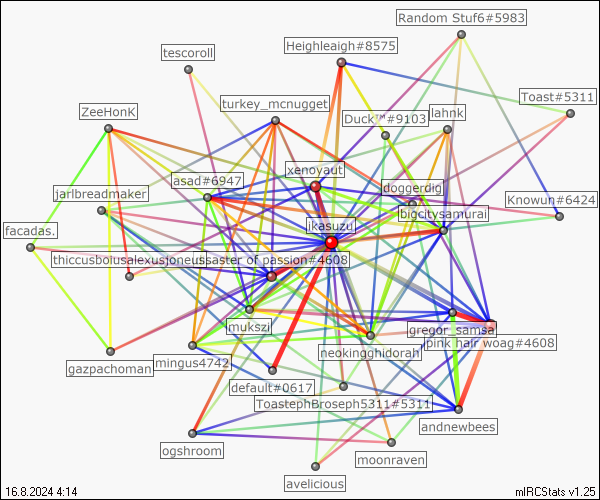 Random Stuf6#5983
Heighleaigh#8575
tescoroll
Toast#5311
turkey_mcnugget
ZeeHonK
Duck™#9103
lahnk
xenoyaut
asad#6947
doggerdig
jarlbreadmaker
Knowun#6424
bigcitysamurai
jkasuzu
facadas.
thiccusbolusalexusjoneussaster of passion#4608
mukszi
gregor_samsa
pink hair woag#4608
neokingghidorah
mingus4742
gazpachoman
default#0617
ToastephBroseph5311#5311
andnewbees
ogshroom
moonraven
avelicious
16.8.2024 4:14
mIRCStats v1.25